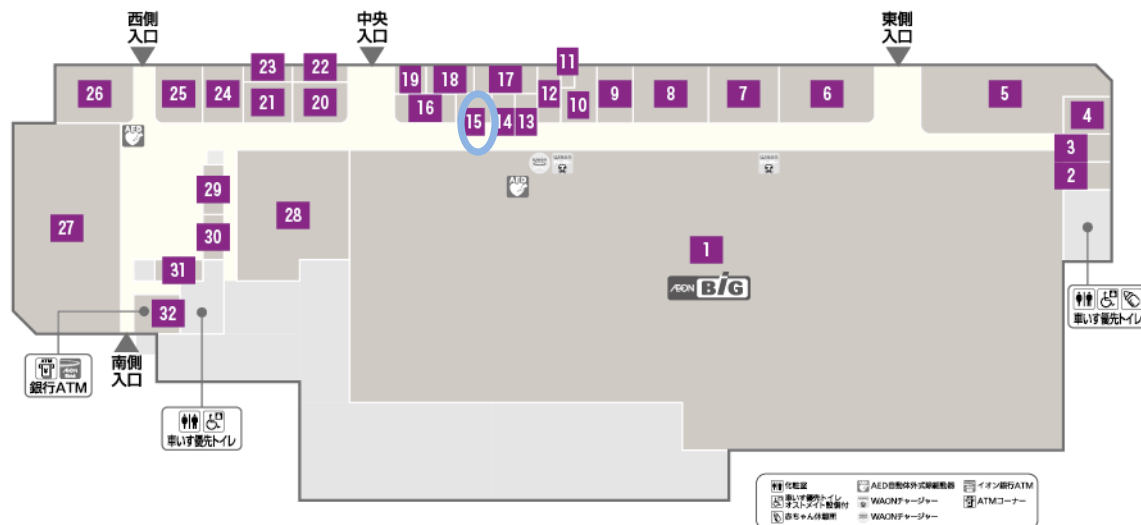 西側
入口
中央
入口
東側
入口
23
22
19
18
17
11
26
25
24
21
20
16
12
10
9
8
7
6
5
4
15
14
13
3
2
AED
29
28
AED
27
30
1
31
ÆON BiG
32
車いす優先トイレ
ATM
銀行ATM
南側
入口
車いす優先トイレ
化粧室
AED自動体外式除細動器
イオン銀行ATM
車いす優先トイレ
オストメイト設備付
WAONチャージャー
ATMコーナー
赤ちゃん休憩所
WAONチャージャー